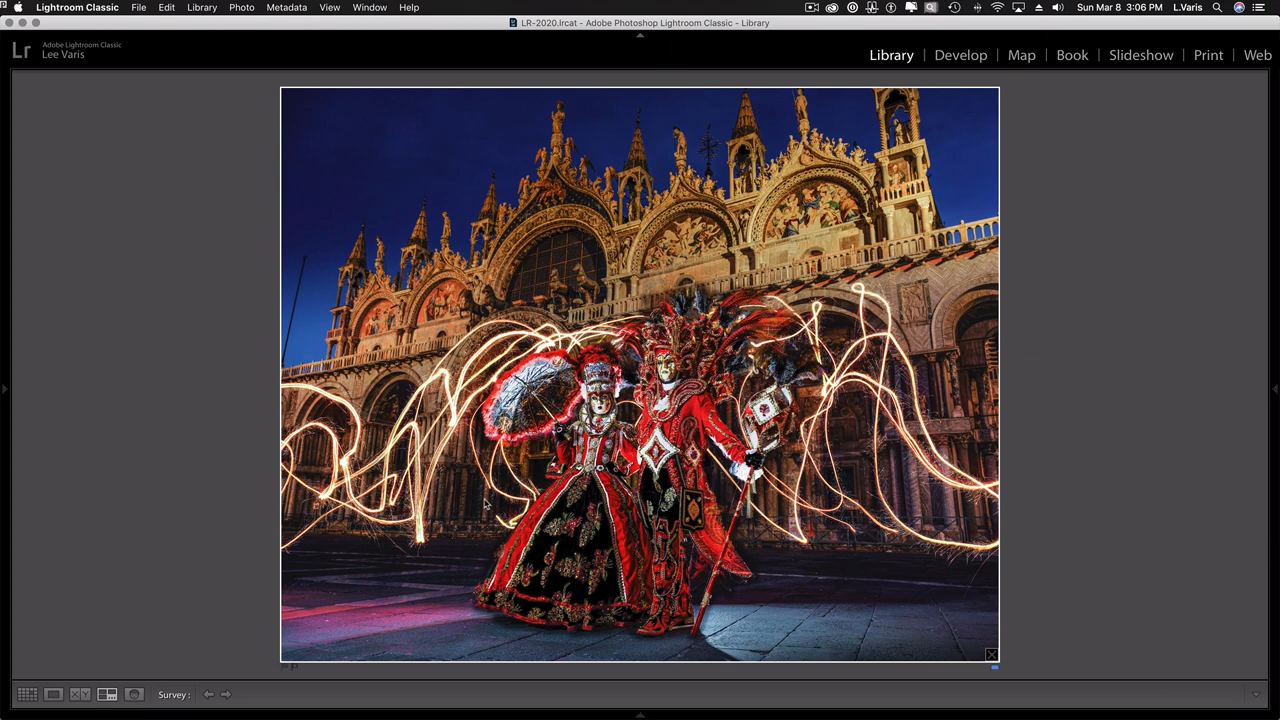 Lightroom Classic File Edit Library Photo Metadata View Window Help Sun Mar 8 3:06 PM L.Varis
LR-2020.lrcat - Adobe Photoshop Lightroom Classic - Library
Lr Adobe Lightroom Classic
Lee Varis
Library | Develop | Map | Book | Slideshow | Print | Web
XY Survey :